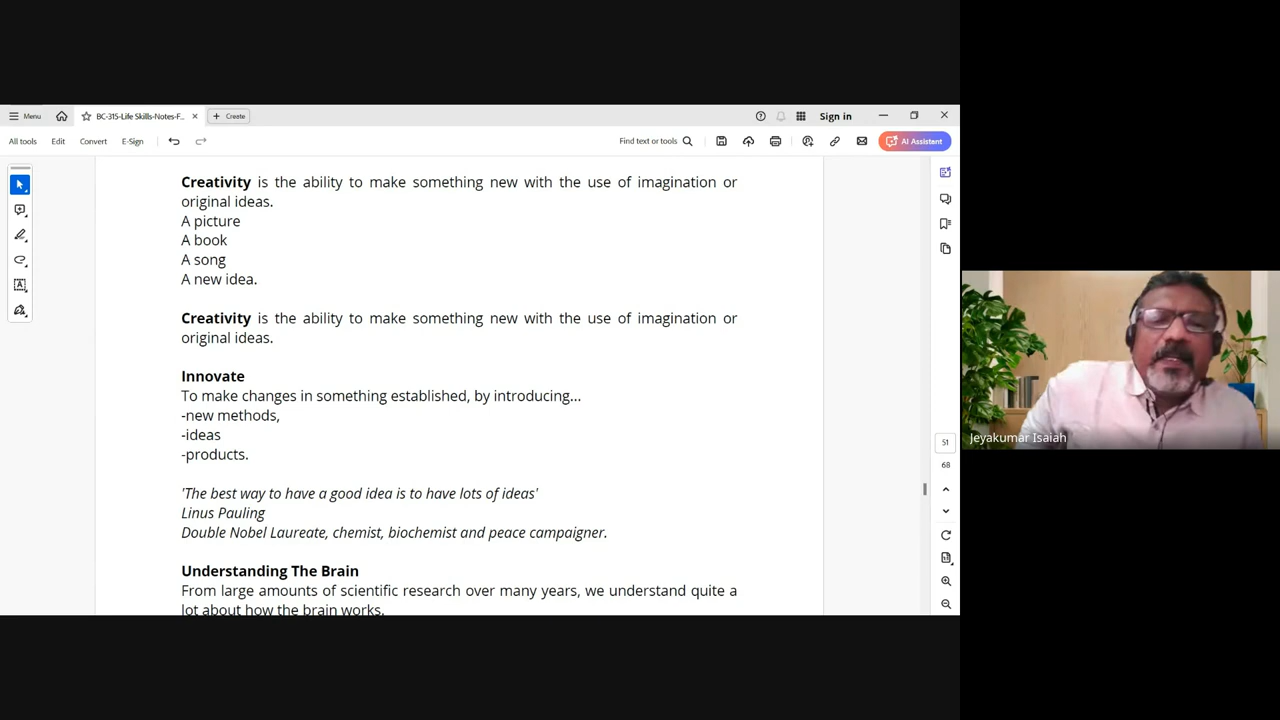 Menu
BC-315-Life Skills-Notes-F...
Create
Sign in
All tools
Edit
Convert
E-Sign
Find text or tools
AI Assistant
Creativity is the ability to make something new with the use of imagination or
original ideas.
A picture
A book
A song
A new idea.
Creativity is the ability to make something new with the use of imagination or
original ideas.
Innovate
To make changes in something established, by introducing...
-new methods,
-ideas
-products.
'The best way to have a good idea is to have lots of ideas'
Linus Pauling
Double Nobel Laureate, chemist, biochemist and peace campaigner.
Understanding The Brain
From large amounts of scientific research over many years, we understand quite a
lot about how the brain works.
51
68
Jeyakumar Isaiah